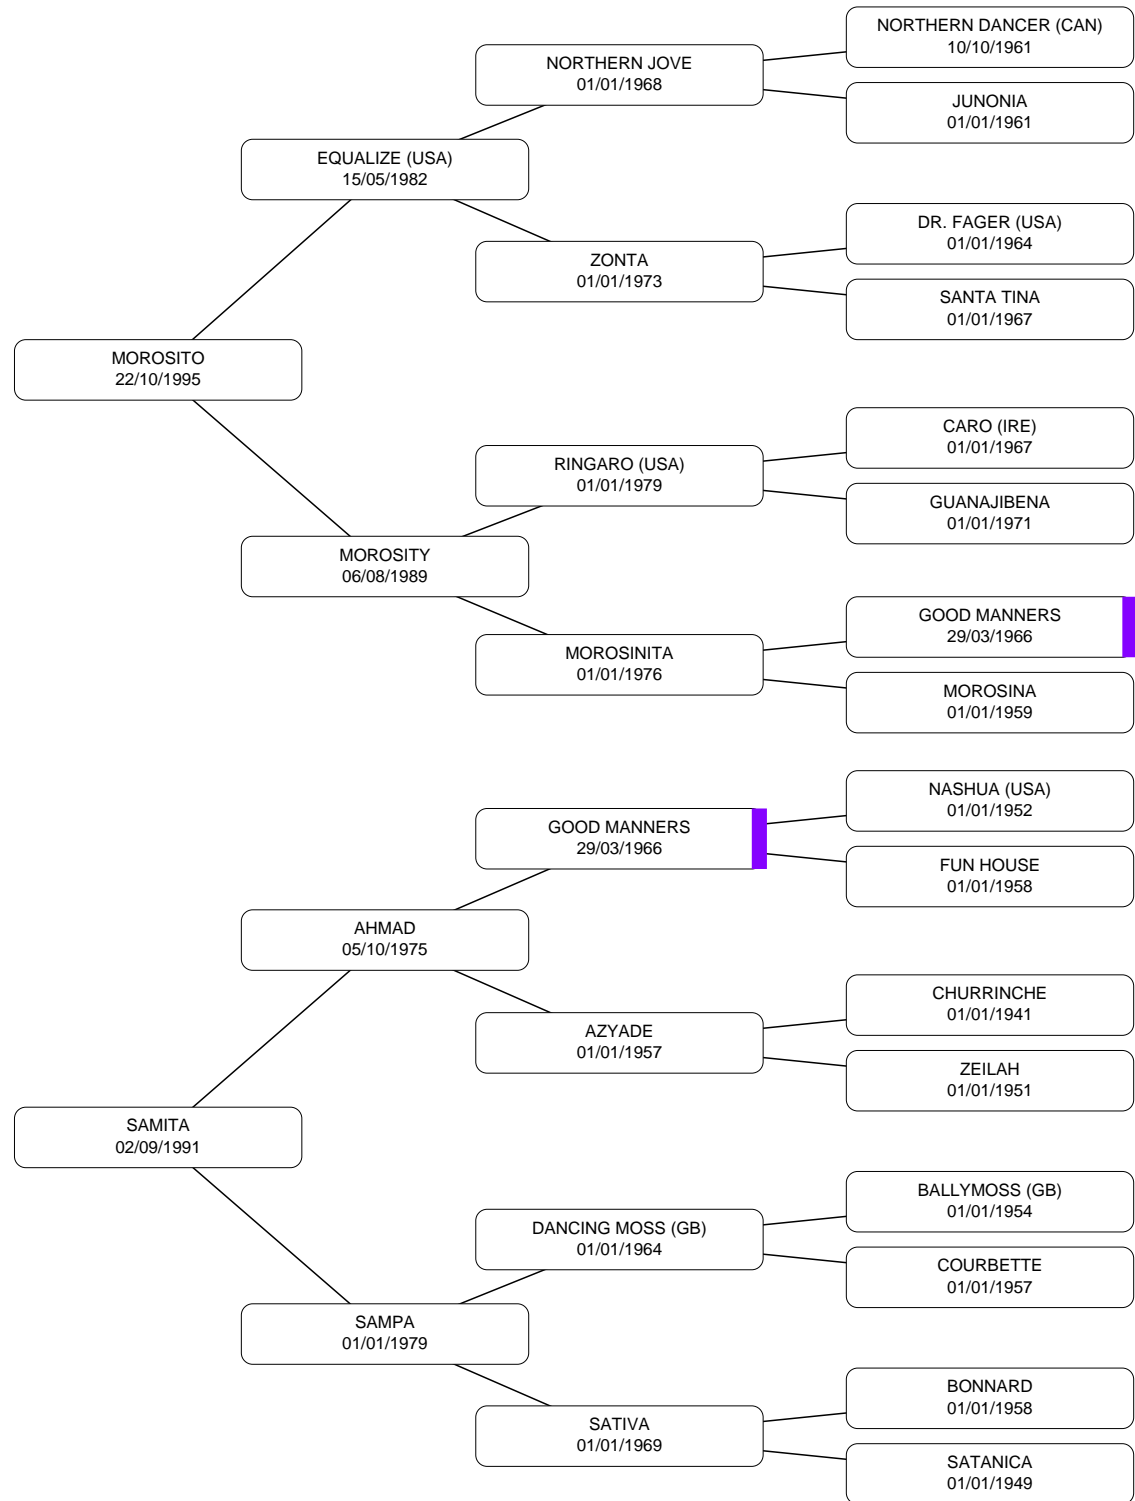 NORTHERN DANCER (CAN)
10/10/1961
NORTHERN JOVE
01/01/1968
JUNONIA
01/01/1961
EQUALIZE (USA)
15/05/1982
DR. FAGER (USA)
01/01/1964
ZONTA
01/01/1973
SANTA TINA
01/01/1967
MOROSITO
22/10/1995
CARO (IRE)
01/01/1967
RINGARO (USA)
01/01/1979
GUANAJIBENA
01/01/1971
MOROSITY
06/08/1989
GOOD MANNERS
29/03/1966
MOROSINITA
01/01/1976
MOROSINA
01/01/1959
NASHUA (USA)
01/01/1952
GOOD MANNERS
29/03/1966
FUN HOUSE
01/01/1958
AHMAD
05/10/1975
CHURRINCHE
01/01/1941
AZYADE
01/01/1957
ZEILAH
01/01/1951
SAMITA
02/09/1991
BALLYMOSS (GB)
01/01/1954
DANCING MOSS (GB)
01/01/1964
COURBETTE
01/01/1957
SAMPA
01/01/1979
BONNARD
01/01/1958
SATIVA
01/01/1969
SATANICA
01/01/1949